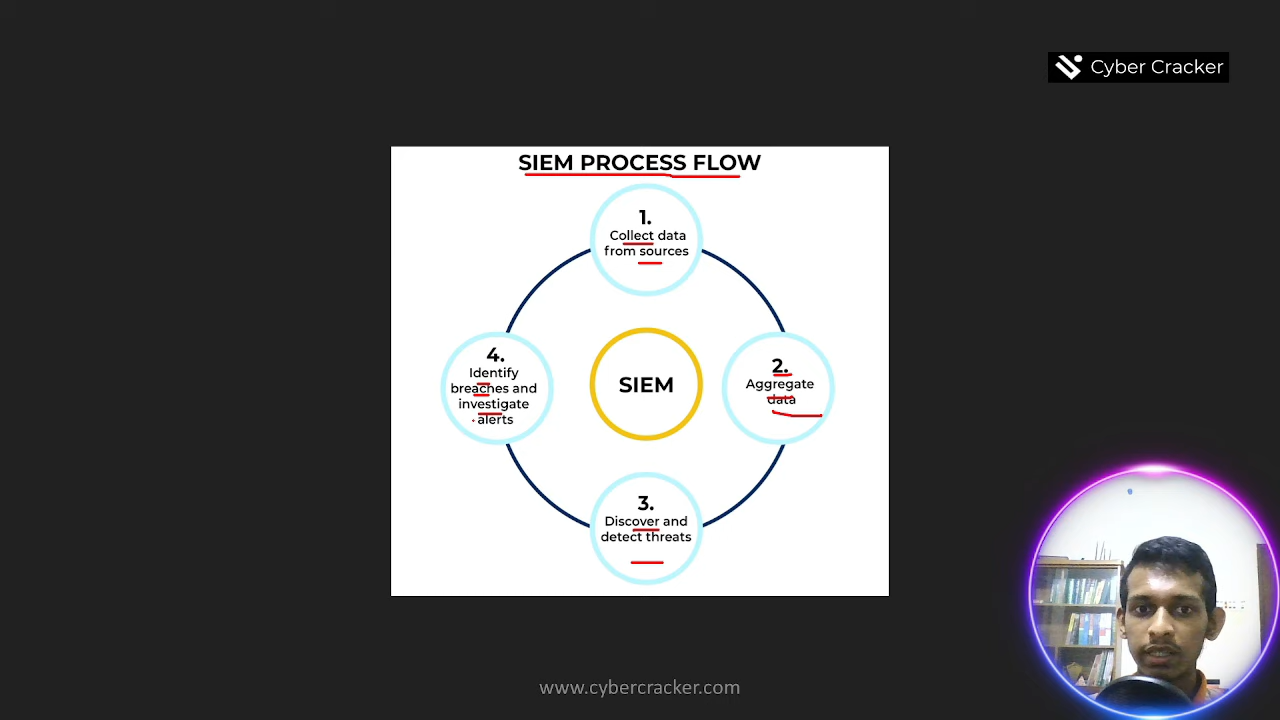 Cyber Cracker
SIEM PROCESS FLOW
1.
Collect data
from sources
2.
Aggregate
data
3.
Discover and
detect threats
4.
Identify
breaches and
investigate
alerts
SIEM
www.cybercracker.com